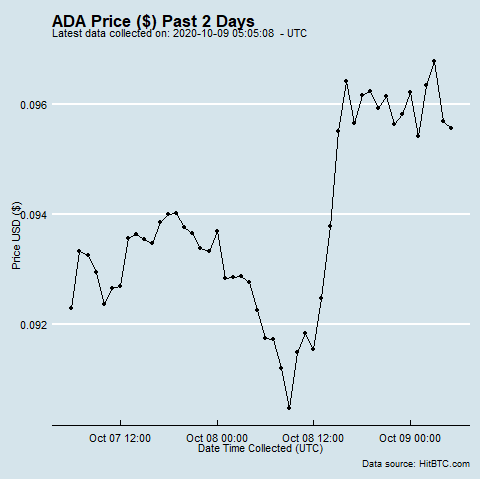 ADA Price ($) Past 2 Days
Latest data collected on: 2020-10-09 05:05:08  - UTC
0.096
0.094
0.092
Price USD ($)
Oct 07 12:00
Oct 08 00:00
Oct 08 12:00
Oct 09 00:00
Date Time Collected (UTC)
Data source: HitBTC.com